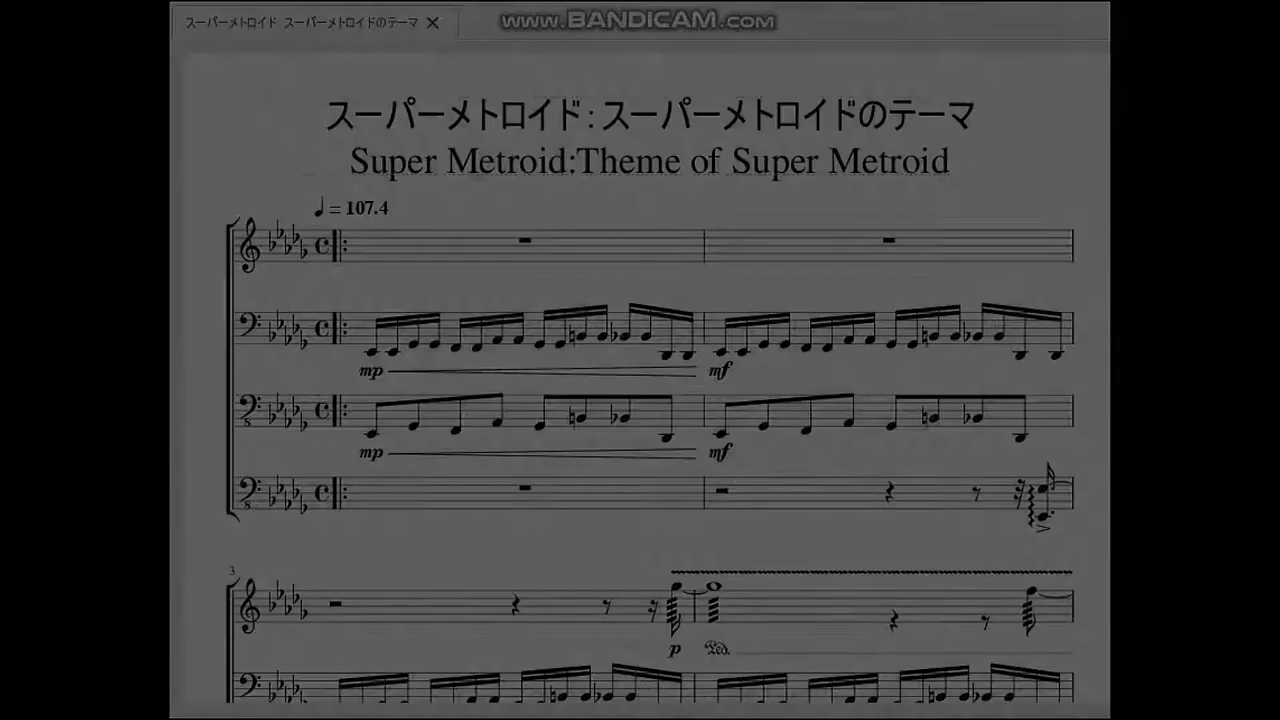 スーパーメトロイド スーパーメトロイドのテーマ ✕
www.BANDICAM.com
スーパーメトロイド:スーパーメトロイドのテーマ
Super Metroid:Theme of Super Metroid
♩ = 107.4
mp mf
mp mf
3
p Ped.